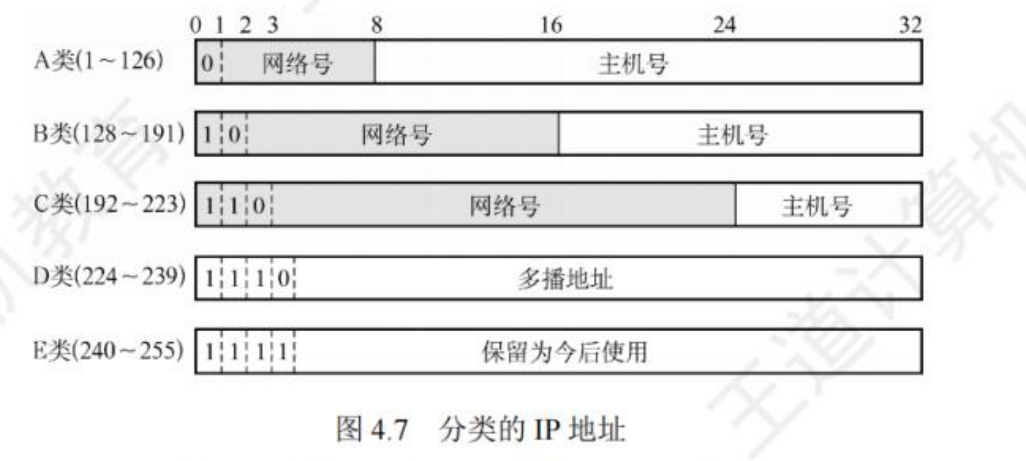 0 1 2 3 8 16 24 32
A类(1~126) 0 网络号 主机号
B类(128~191) 1 0 网络号 主机号
C类(192~223) 1 1 0 网络号 主机号
D类(224~239) 1 1 1 0 多播地址
E类(240~255) 1 1 1 1 保留为今后使用
图 4.7 分类的 IP 地址
机教育
王道计算机